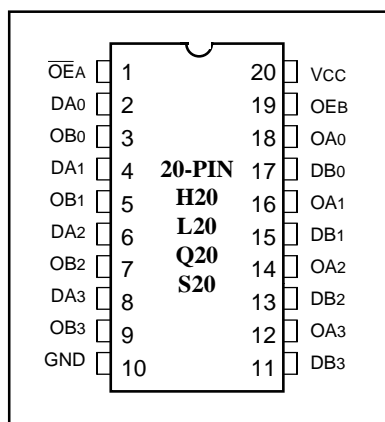 O̅E̅A 1 20 VCC
DA0 2 19 OEB
OB0 3 18 OA0
DA1 4 20-PIN 17 DB0
OB1 5 H20 16 OA1
DA2 6 L20 15 DB1
OB2 7 Q20 14 OA2
DA3 8 S20 13 DB2
OB3 9 12 OA3
GND 10 11 DB3